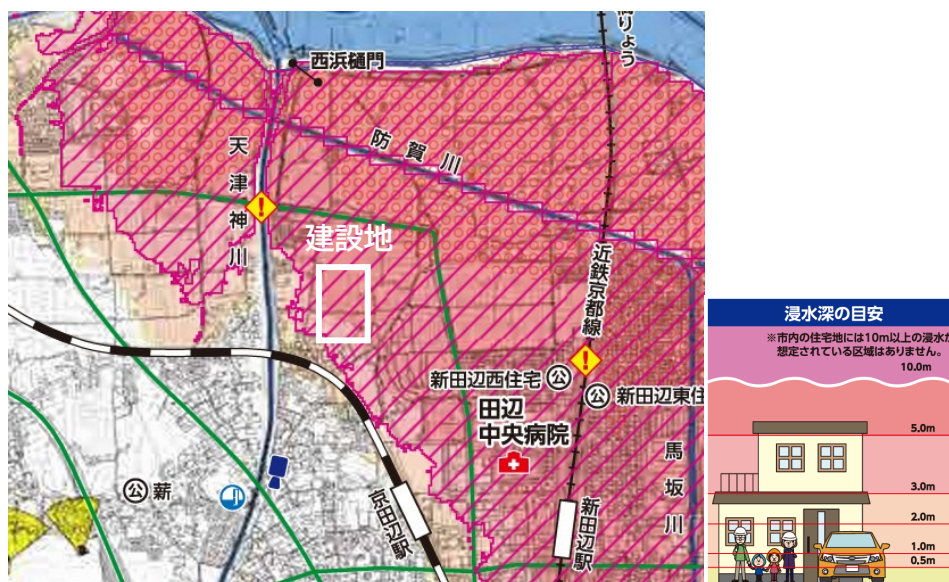 西浜樋門
天津神川
防賀川
建設地
近鉄京都線
新田辺西住宅
公
公
新田辺東住
田辺
中央病院
馬坂川
公
薪
京田辺駅
新田辺駅
浸水深の目安
※市内の住宅地には10m以上の浸水が
想定されている区域はありません。
10.0m
5.0m
3.0m
2.0m
1.0m
0.5m